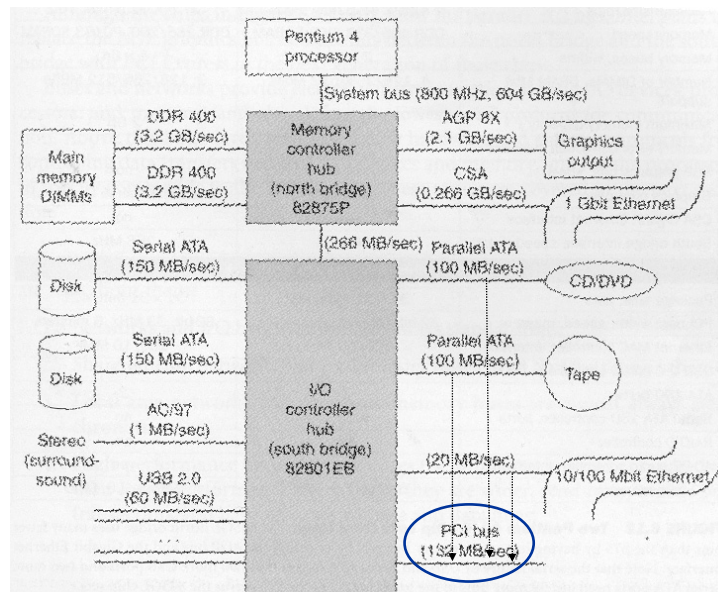 Pentium 4
processor
System bus (800 MHz, 604 GB/sec)
DDR 400
(3.2 GB/sec)
Memory
controller
hub
(north bridge)
82875P
AGP 8X
(2.1 GB/sec)
Graphics
output
Main
memory
DIMMs
DDR 400
(3.2 GB/sec)
CSA
(0.266 GB/sec)
1 Gbit Ethernet
(266 MB/sec)
Serial ATA
(150 MB/sec)
Parallel ATA
(100 MB/sec)
Disk
CD/DVD
Serial ATA
(150 MB/sec)
Parallel ATA
(100 MB/sec)
Disk
Tape
I/O
controller
hub
(south bridge)
82801EB
AC/97
(1 MB/sec)
Stereo
(surround-
sound)
USB 2.0
(60 MB/sec)
(20 MB/sec)
10/100 Mbit Ethernet
PCI bus
(132 MB/sec)
. . .